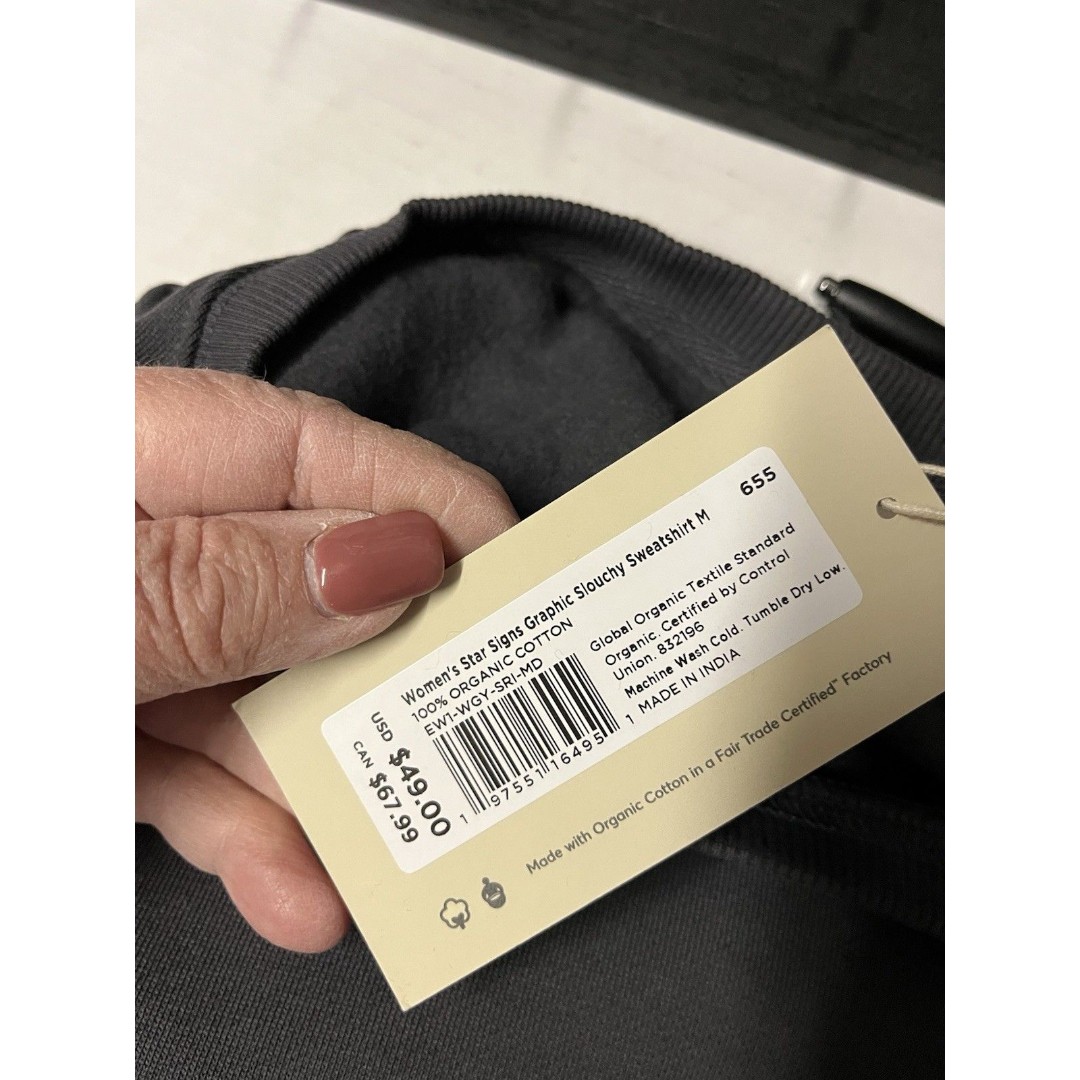 655
Women's Star Signs Graphic Slouchy Sweatshirt M
100% ORGANIC COTTON
EW1-WGY-SRI-MD
Global Organic Textile Standard
Organic. Certified by Control
Union. 832196
Machine Wash Cold. Tumble Dry Low.
MADE IN INDIA
1 97551 16495 1
USD $49.00
CAN $67.99
Made with Organic Cotton in a Fair Trade Certified™ Factory